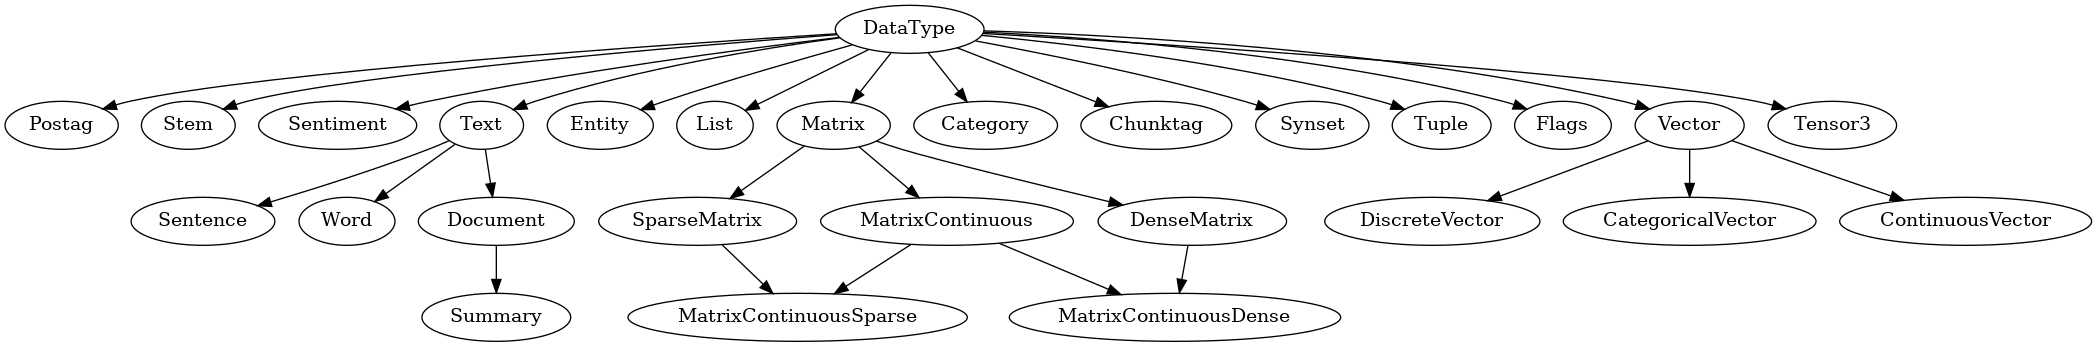 DataType
Postag Stem Sentiment Text Entity List Matrix Category Chunktag Synset Tuple Flags Vector Tensor3
Sentence Word Document SparseMatrix MatrixContinuous DenseMatrix DiscreteVector CategoricalVector ContinuousVector
Summary MatrixContinuousSparse MatrixContinuousDense